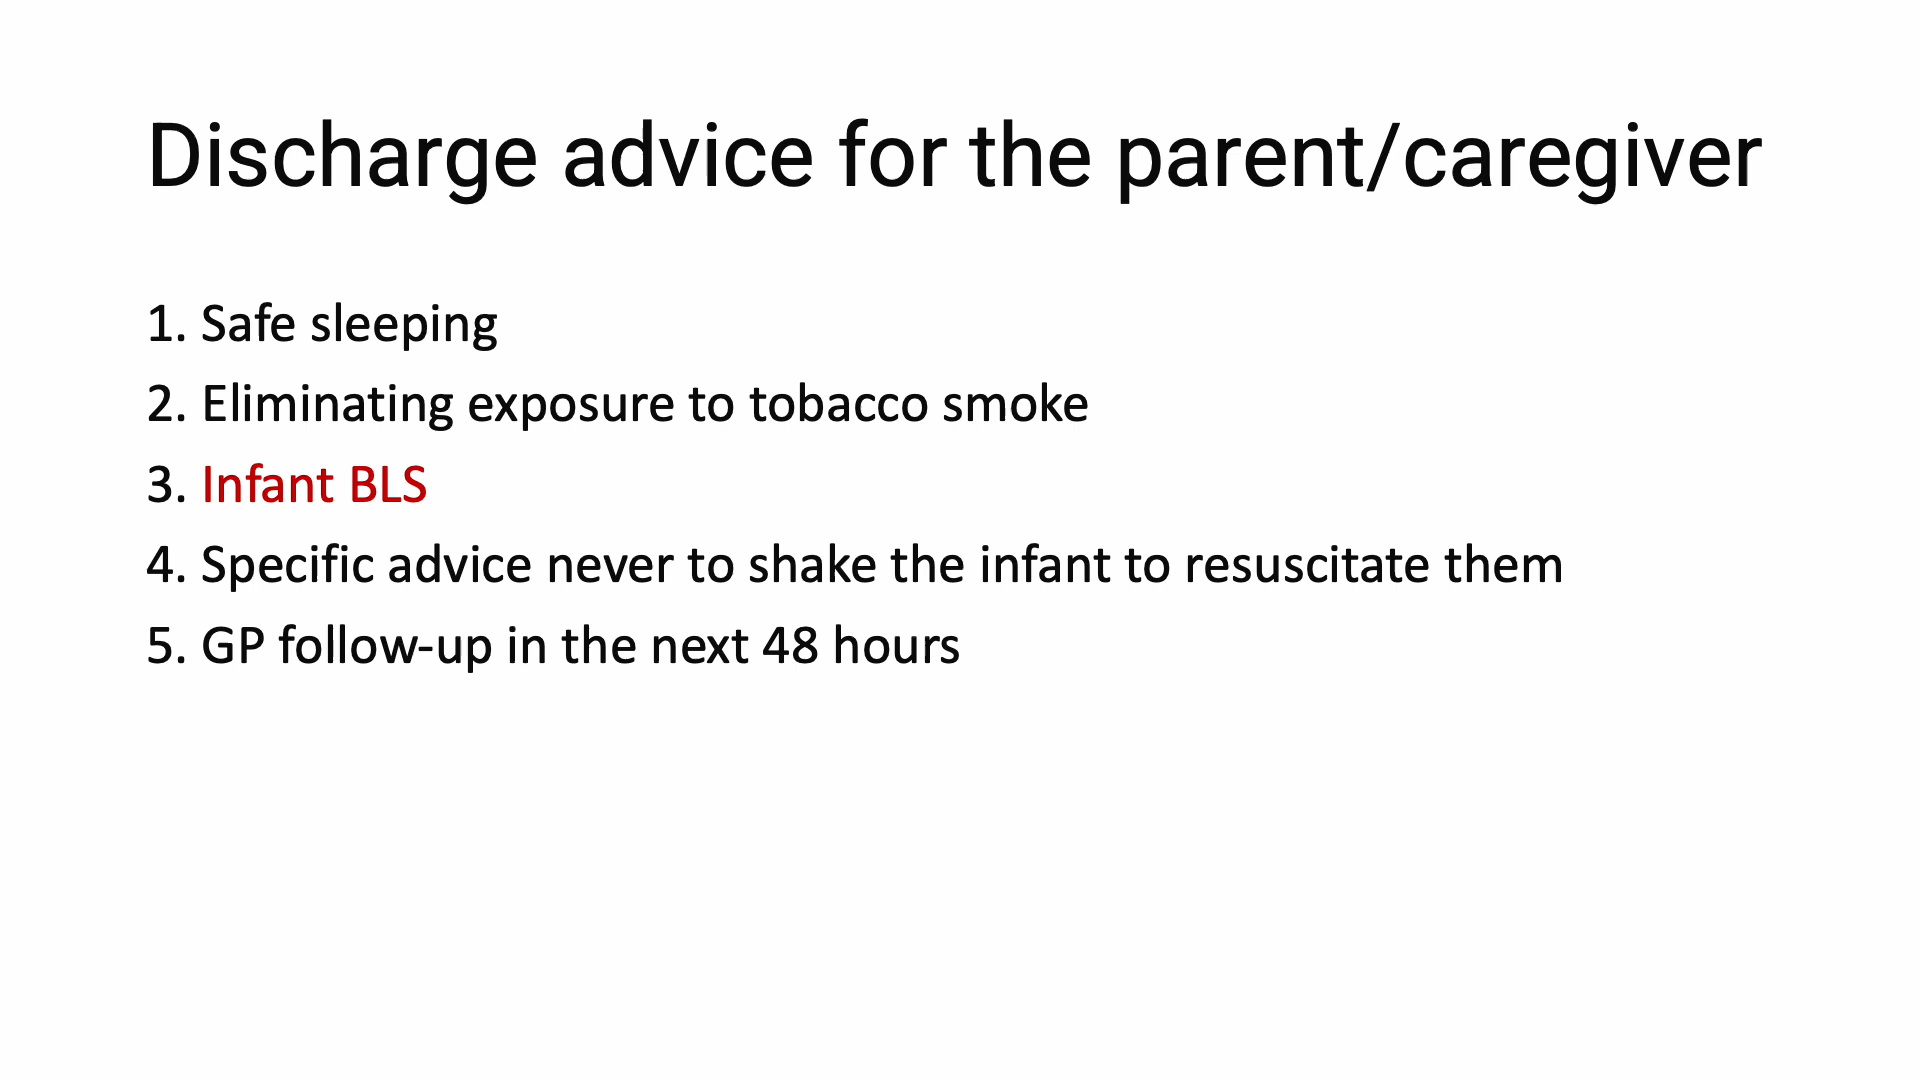 Discharge advice for the parent/caregiver
1. Safe sleeping
2. Eliminating exposure to tobacco smoke
3. Infant BLS
4. Specific advice never to shake the infant to resuscitate them
5. GP follow-up in the next 48 hours